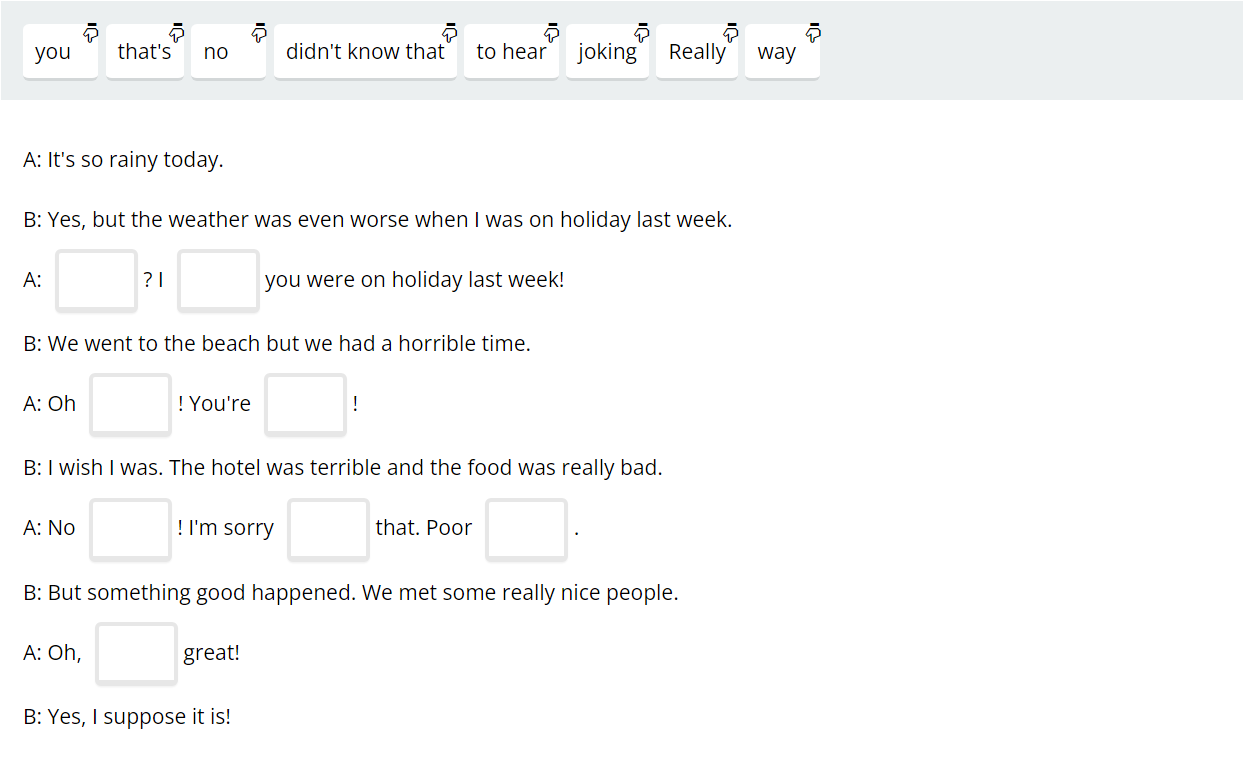 you that's no didn't know that to hear joking Really way
A: It's so rainy today.
B: Yes, but the weather was even worse when I was on holiday last week.
A: ? I you were on holiday last week!
B: We went to the beach but we had a horrible time.
A: Oh ! You're !
B: I wish I was. The hotel was terrible and the food was really bad.
A: No ! I'm sorry that. Poor .
B: But something good happened. We met some really nice people.
A: Oh, great!
B: Yes, I suppose it is!